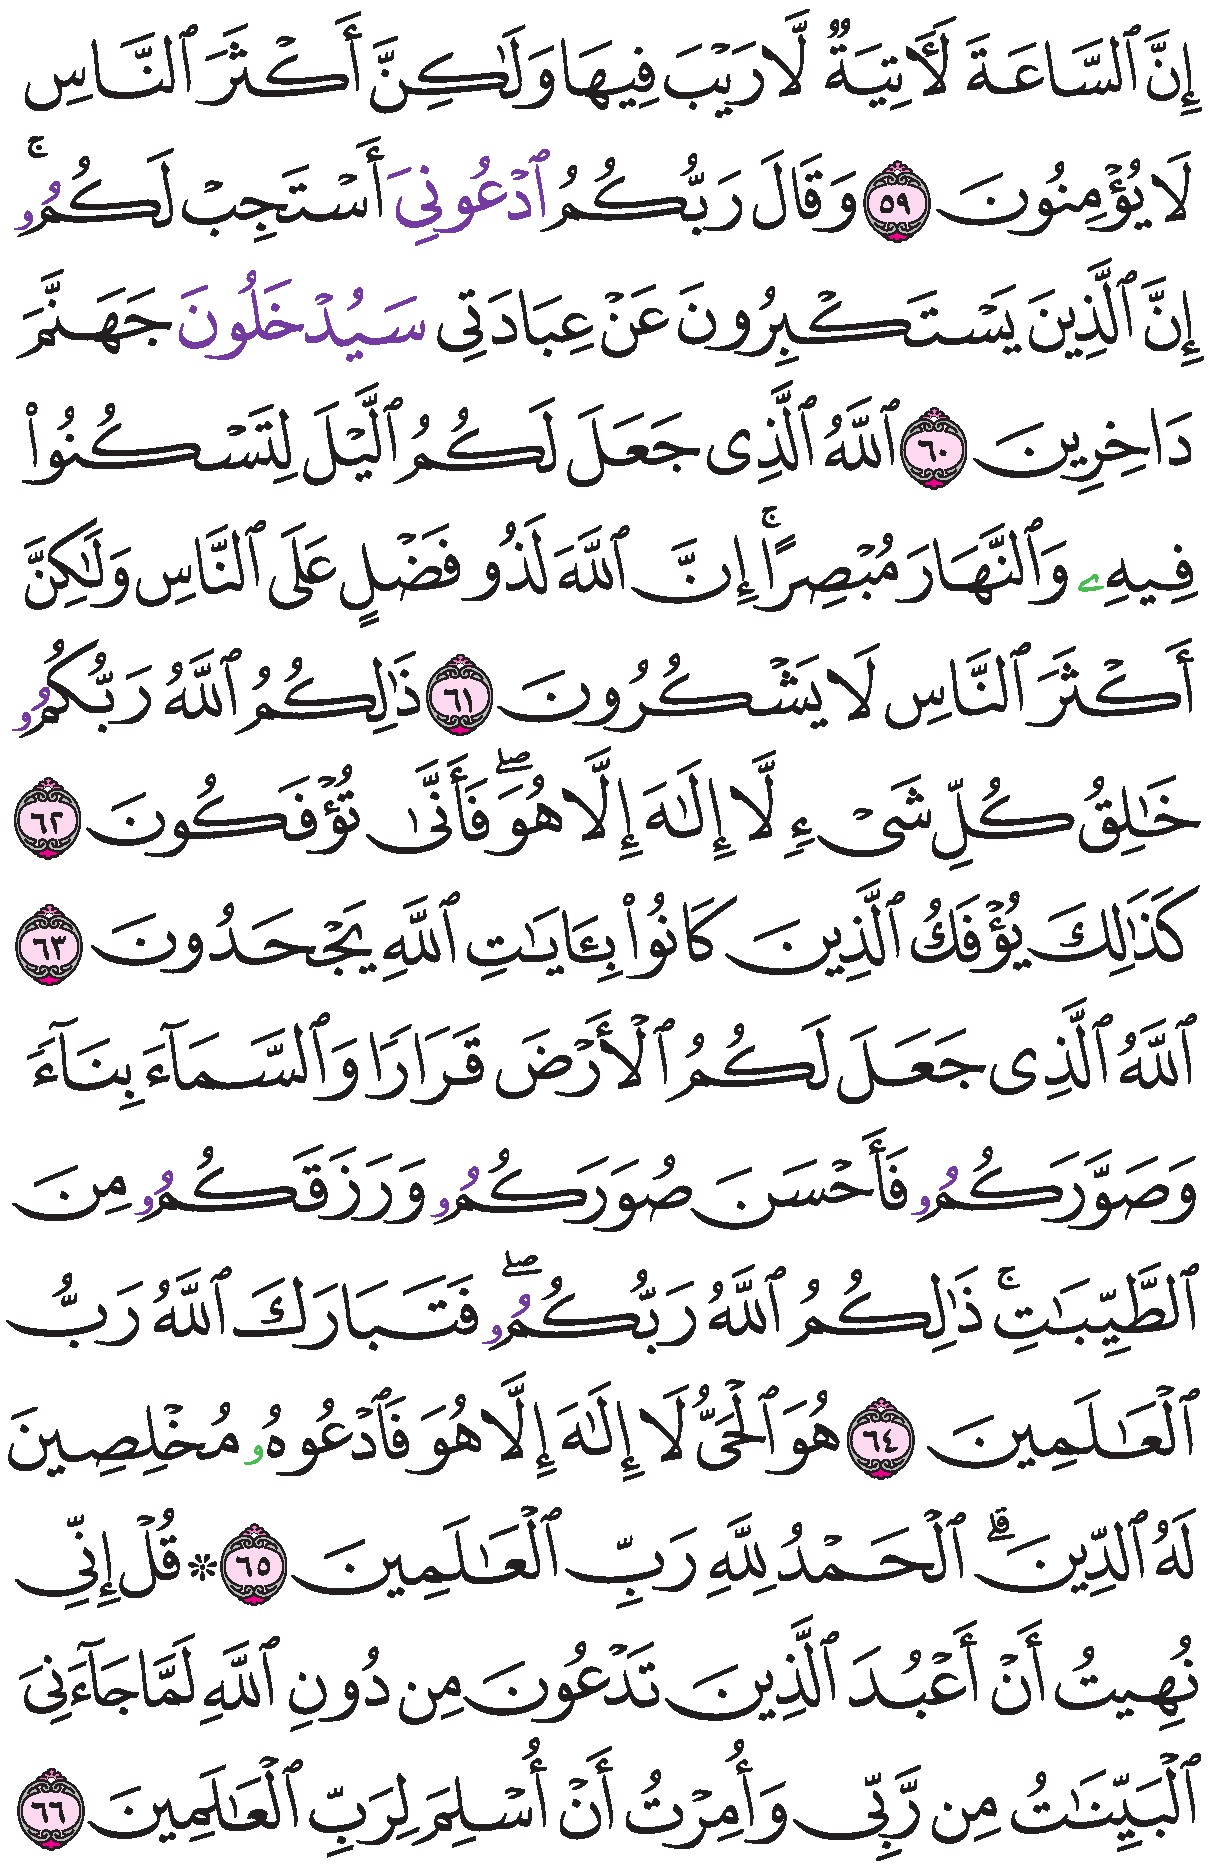 إِنَّ ٱلسَّاعَةَ لَأٓتِيَةٌ لَّا رَيْبَ فِيهَا وَلَٰكِنَّ أَكْثَرَ ٱلنَّاسِ
لَا يُؤْمِنُونَ ٥٩ وَقَالَ رَبُّكُمُ ٱدْعُونِىَ أَسْتَجِبْ لَكُمُۥۚ
إِنَّ ٱلَّذِينَ يَسْتَكْبِرُونَ عَنْ عِبَادَتِى سَيُدْخَلُونَ جَهَنَّمَ
دَاخِرِينَ ٦٠ ٱللَّهُ ٱلَّذِى جَعَلَ لَكُمُ ٱلَّيْلَ لِتَسْكُنُوا۟
فِيهِۦ وَٱلنَّهَارَ مُبْصِرًاۚ إِنَّ ٱللَّهَ لَذُو فَضْلٍ عَلَى ٱلنَّاسِ وَلَٰكِنَّ
أَكْثَرَ ٱلنَّاسِ لَا يَشْكُرُونَ ٦١ ذَٰلِكُمُ ٱللَّهُ رَبُّكُمُۥ
خَٰلِقُ كُلِّ شَىْءٍ لَّا إِلَٰهَ إِلَّا هُوَۖ فَأَنَّىٰ تُؤْفَكُونَ ٦٢
كَذَٰلِكَ يُؤْفَكُ ٱلَّذِينَ كَانُوا۟ بِـَٔايَٰتِ ٱللَّهِ يَجْحَدُونَ ٦٣
ٱللَّهُ ٱلَّذِى جَعَلَ لَكُمُ ٱلْأَرْضَ قَرَارًا وَٱلسَّمَآءَ بِنَآءً
وَصَوَّرَكُمُۥ فَأَحْسَنَ صُوَرَكُمُۥ وَرَزَقَكُمُۥ مِنَ
ٱلطَّيِّبَٰتِۚ ذَٰلِكُمُ ٱللَّهُ رَبُّكُمُۥۖ فَتَبَارَكَ ٱللَّهُ رَبُّ
ٱلْعَٰلَمِينَ ٦٤ هُوَ ٱلْحَىُّ لَا إِلَٰهَ إِلَّا هُوَ فَٱدْعُوهُۥ مُخْلِصِينَ
لَهُ ٱلدِّينَۗ ٱلْحَمْدُ لِلَّهِ رَبِّ ٱلْعَٰلَمِينَ ٦٥ ۞ قُلْ إِنِّى
نُهِيتُ أَنْ أَعْبُدَ ٱلَّذِينَ تَدْعُونَ مِن دُونِ ٱللَّهِ لَمَّا جَآءَنِىَ
ٱلْبَيِّنَٰتُ مِن رَّبِّى وَأُمِرْتُ أَنْ أُسْلِمَ لِرَبِّ ٱلْعَٰلَمِينَ ٦٦